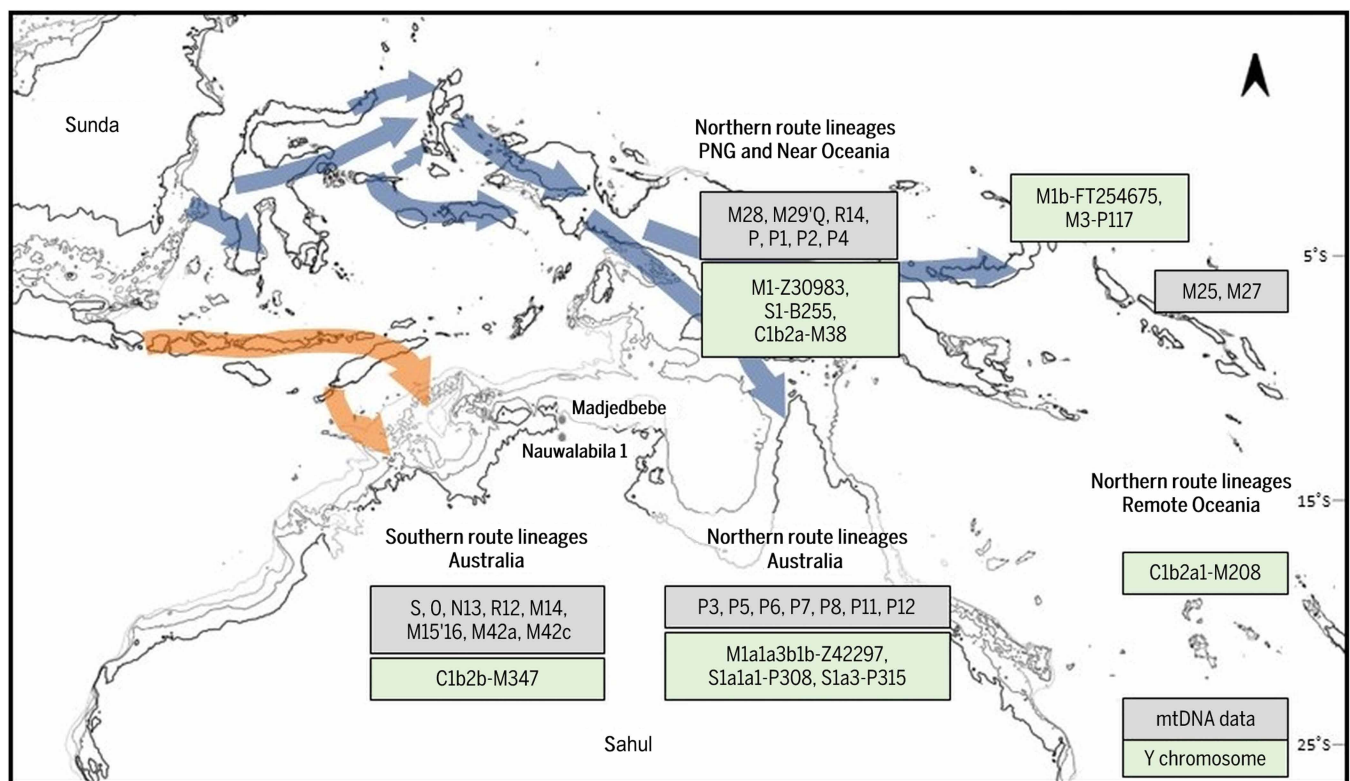 Sunda
Northern route lineages
PNG and Near Oceania
M28, M29'Q, R14,
P, P1, P2, P4
M1-Z30983,
S1-B255,
C1b2a-M38
M1b-FT254675,
M3-P117
5°S
M25, M27
Madjedbebe
Nauwalabila 1
Northern route lineages
Remote Oceania
15°S
C1b2a1-M208
Southern route lineages
Australia
S, O, N13, R12, M14,
M15'16, M42a, M42c
C1b2b-M347
Northern route lineages
Australia
P3, P5, P6, P7, P8, P11, P12
M1a1a3b1b-Z42297,
S1a1a1-P308, S1a3-P315
Sahul
mtDNA data
Y chromosome
25°S